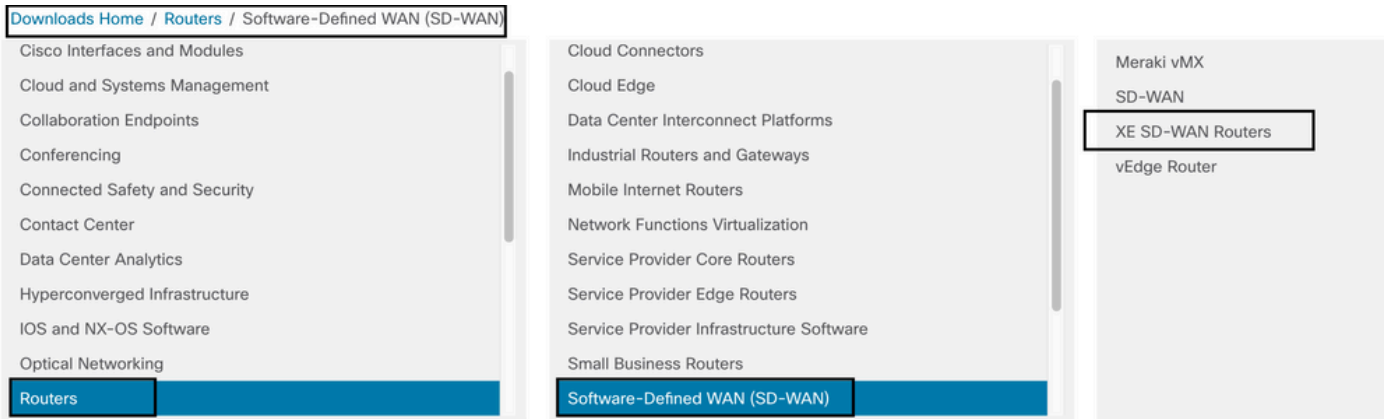 Downloads Home / Routers / Software-Defined WAN (SD-WAN)
Cisco Interfaces and Modules
Cloud and Systems Management
Collaboration Endpoints
Conferencing
Connected Safety and Security
Contact Center
Data Center Analytics
Hyperconverged Infrastructure
IOS and NX-OS Software
Optical Networking
Routers
Cloud Connectors
Cloud Edge
Data Center Interconnect Platforms
Industrial Routers and Gateways
Mobile Internet Routers
Network Functions Virtualization
Service Provider Core Routers
Service Provider Edge Routers
Service Provider Infrastructure Software
Small Business Routers
Software-Defined WAN (SD-WAN)
Meraki vMX
SD-WAN
XE SD-WAN Routers
vEdge Router